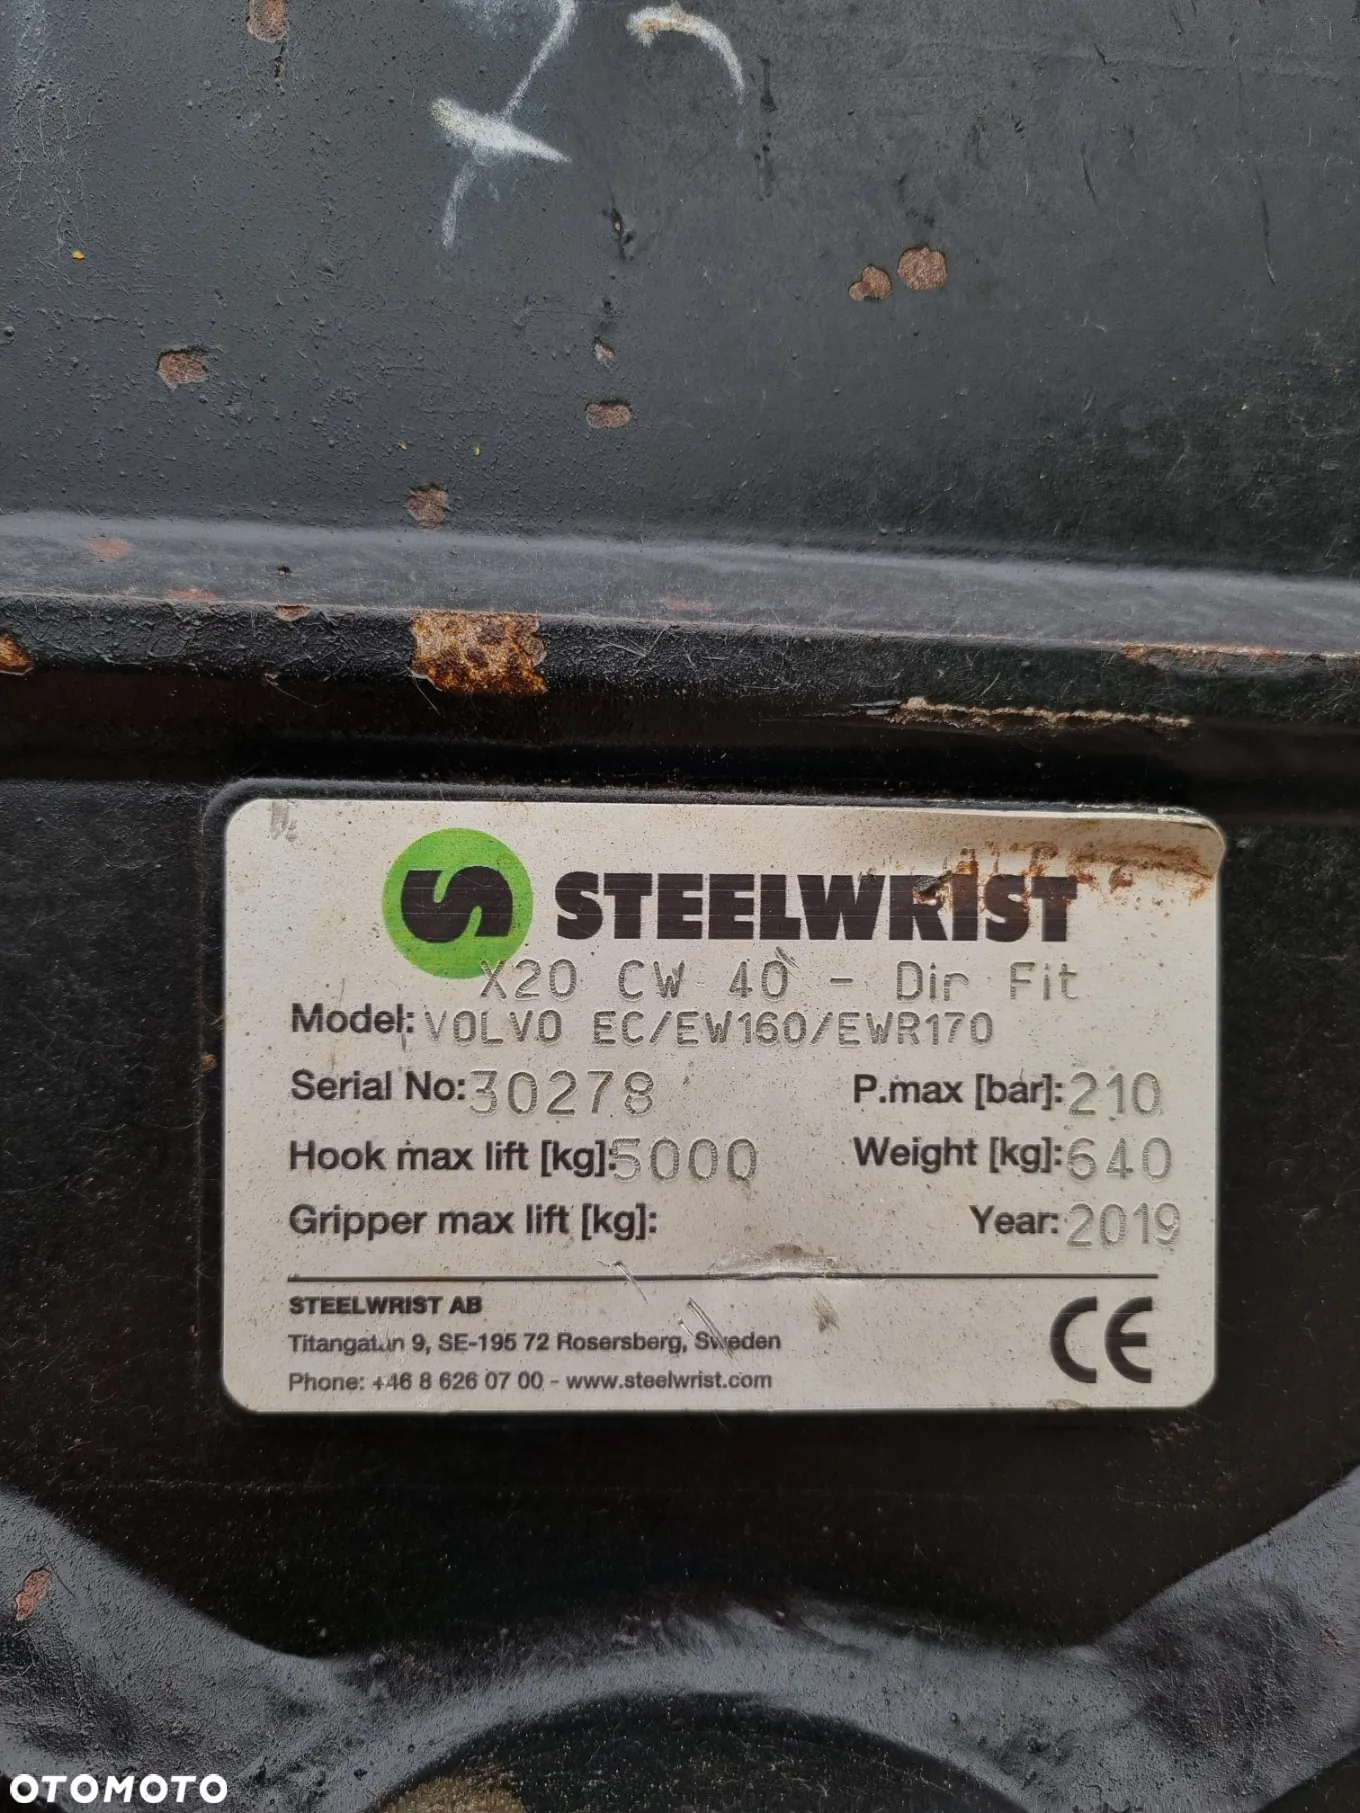 STEELWRIST
X20 CW 40 - Dir Fit
Model: VOLVO EC/EW160/EWR170
Serial No: 30278 P.max [bar]: 210
Hook max lift [kg]: 5000 Weight [kg]: 640
Gripper max lift [kg]: Year: 2019
STEELWRIST AB
Titangatan 9, SE-195 72 Rosersberg, Sweden
Phone: +46 8 626 07 00 - www.steelwrist.com
CE
OTOMOTO